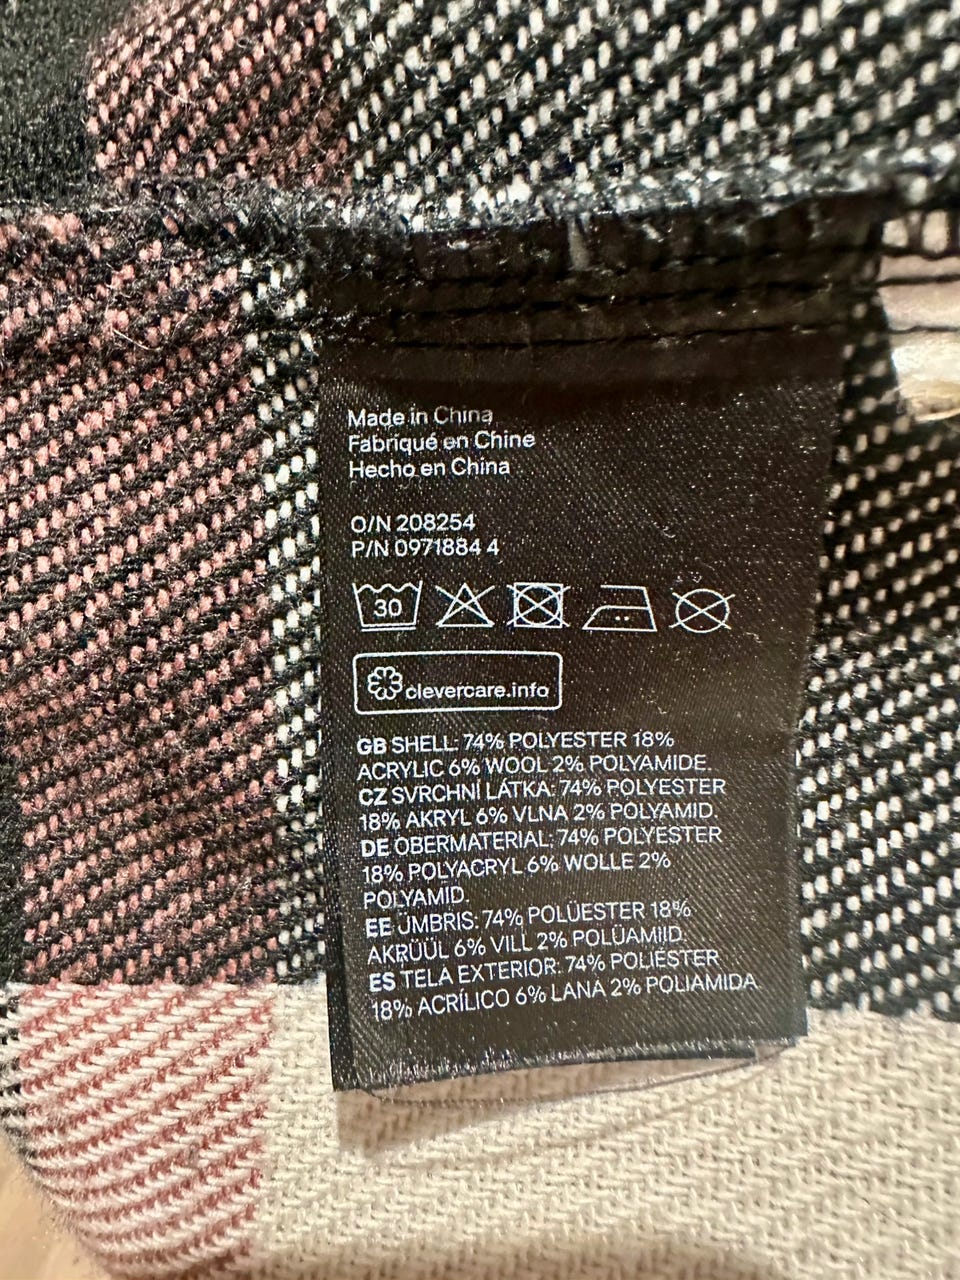 Made in China
Fabriqué en Chine
Hecho en China
O/N 208254
P/N 0971884 4
30
clevercare.info
GB SHELL: 74% POLYESTER 18%
ACRYLIC 6% WOOL 2% POLYAMIDE.
CZ SVRCHNÍ LÁTKA: 74% POLYESTER
18% AKRYL 6% VLNA 2% POLYAMID.
DE OBERMATERIAL: 74% POLYESTER
18% POLYACRYL 6% WOLLE 2%
POLYAMID.
EE ÜMBRIS: 74% POLÜESTER 18%
AKRÜÜL 6% VILL 2% POLÜAMIID.
ES TELA EXTERIOR: 74% POLIÉSTER
18% ACRÍLICO 6% LANA 2% POLIAMIDA.